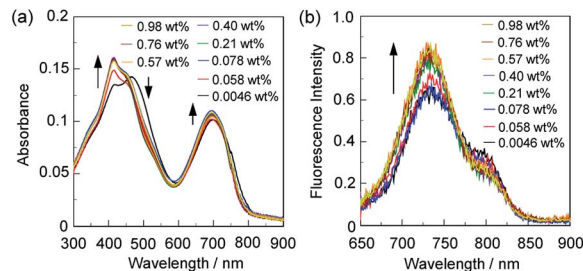 (a)
0.2
0.15
0.1
0.05
0
Absorbance
0.98 wt%
0.76 wt%
0.57 wt%
0.40 wt%
0.21 wt%
0.078 wt%
0.058 wt%
0.0046 wt%
300 400 500 600 700 800 900
Wavelength / nm
(b)
1.0
0.8
0.6
0.4
0.2
0
Fluorescence Intensity
0.98 wt%
0.76 wt%
0.57 wt%
0.40 wt%
0.21 wt%
0.078 wt%
0.058 wt%
0.0046 wt%
650 700 750 800 850 900
Wavelength / nm